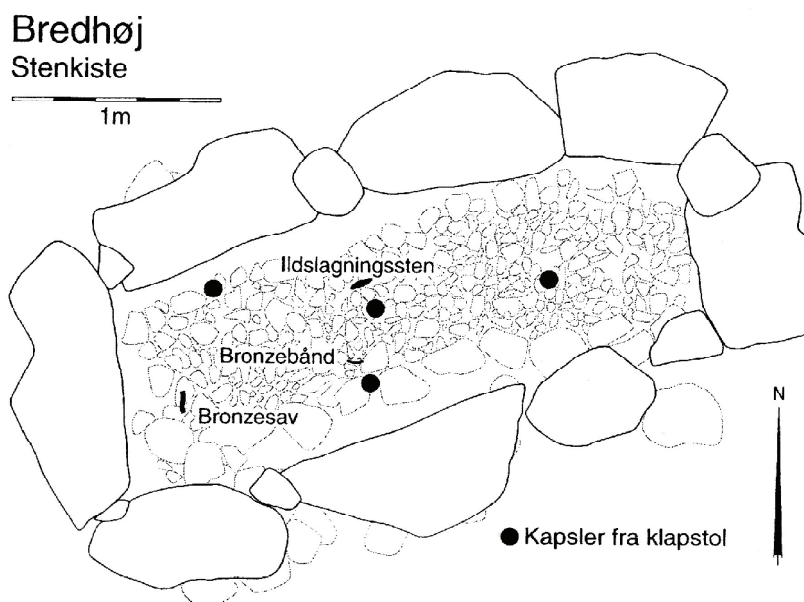 Bredhøj
Stenkiste
1m
Ildslagningssten
Bronzebånd
Bronzesav
N
Kapsler fra klapstol